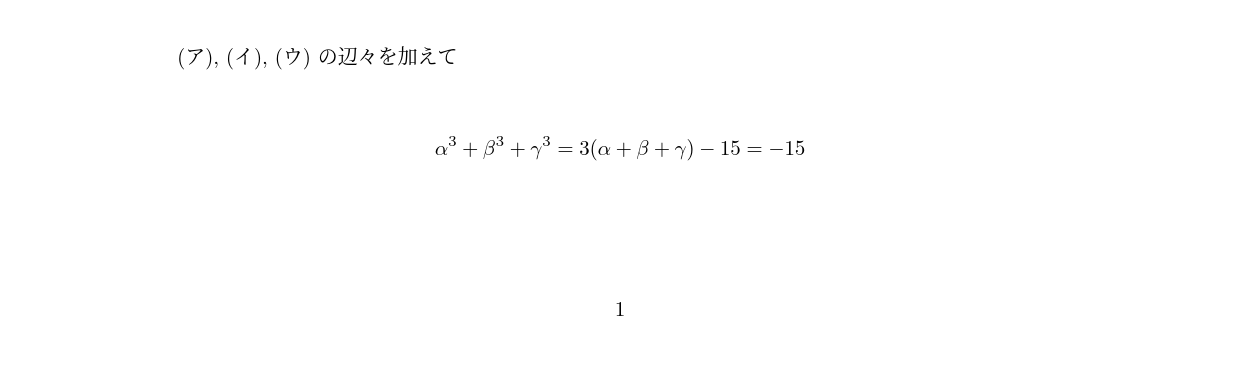 (ア), (イ), (ウ) の辺々を加えて
α³ + β³ + γ³ = 3(α + β + γ) − 15 = −15
1